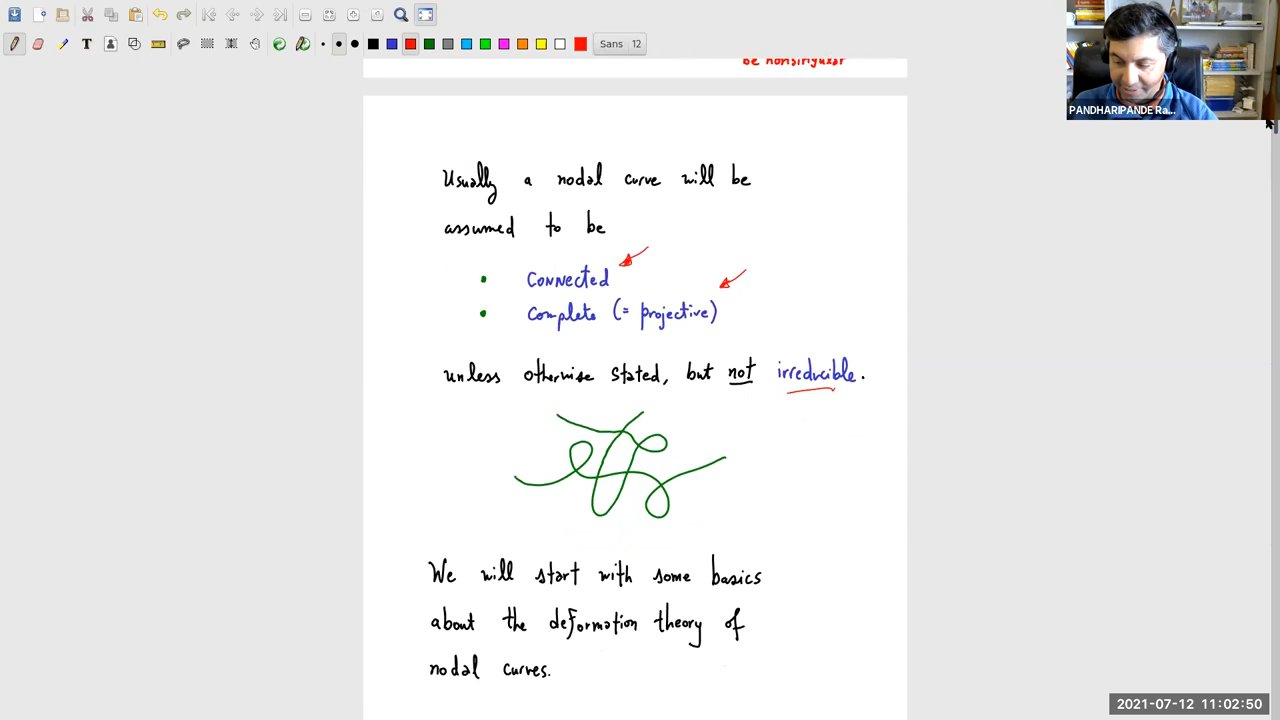 Sans 12
PANDHARIPANDE Ra...
be nonsingular
Usually a nodal curve will be
assumed to be
• Connected
• Complete (= projective)
unless otherwise stated, but not irreducible.
We will start with some basics
about the deformation theory of
nodal curves.
2021-07-12 11:02:50